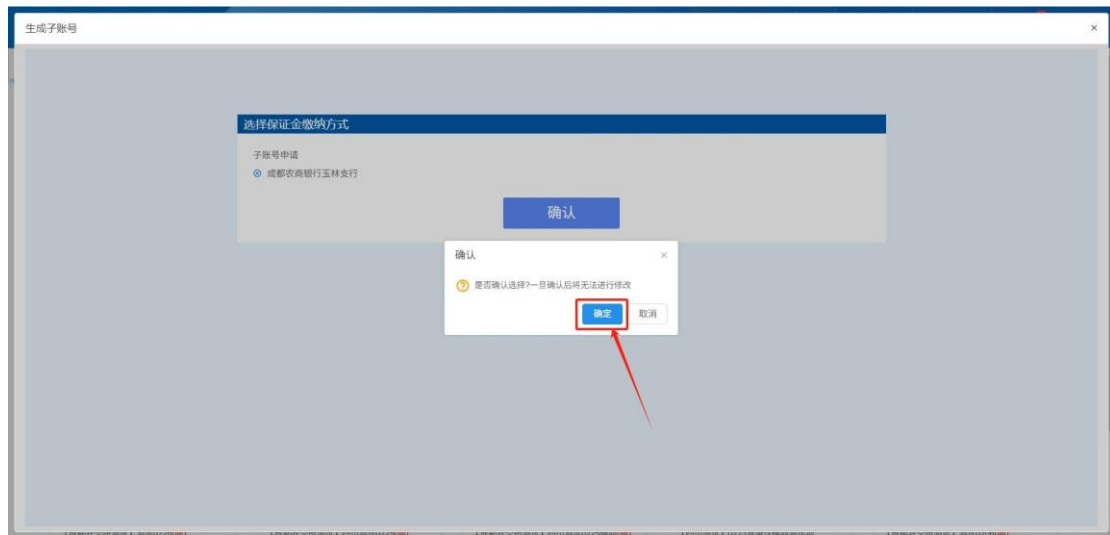 生成子账号
选择保证金缴纳方式
子账号申请
成都农商银行玉林支行
确认
确认
是否确认选择?一旦确认后将无法进行修改
确定 取消